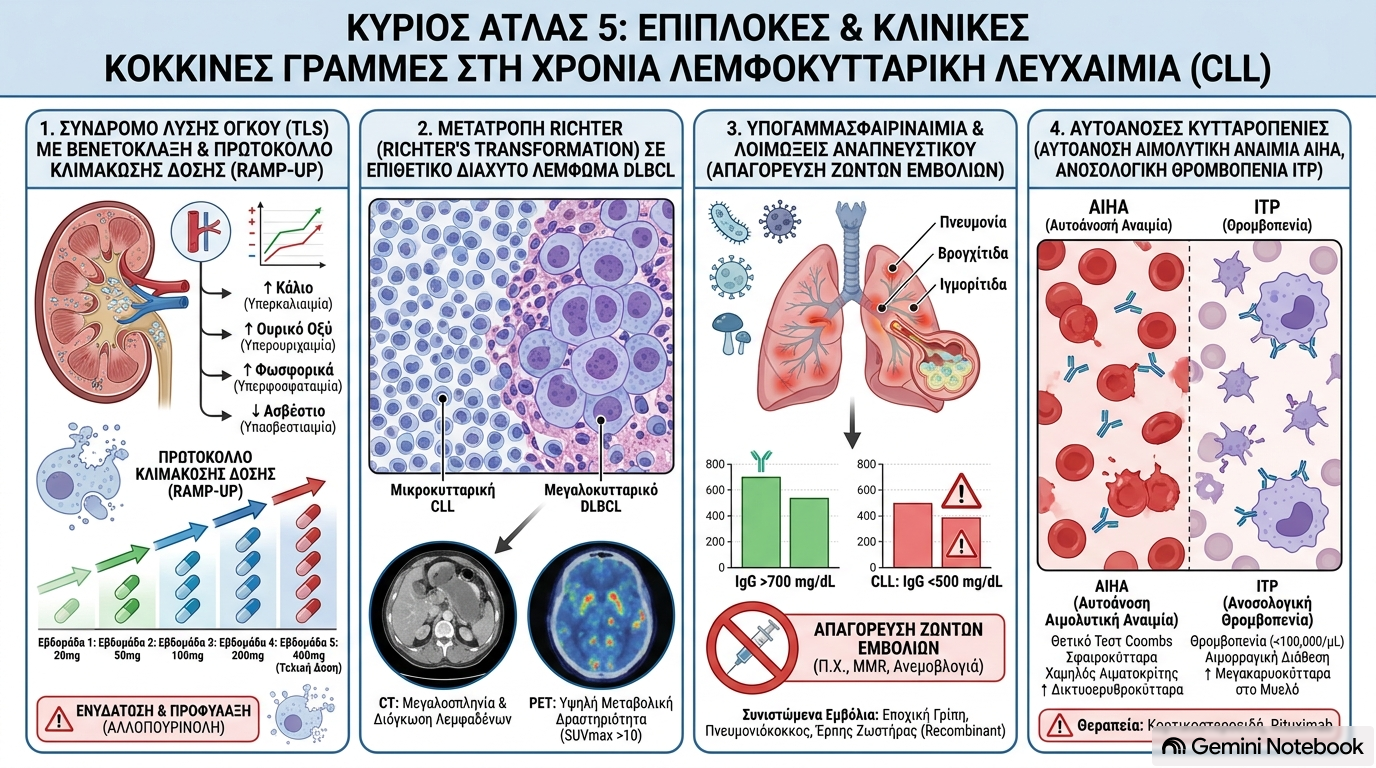 ΚΥΡΙΟΣ ΑΤΛΑΣ 5: ΕΠΙΠΛΟΚΕΣ & ΚΛΙΝΙΚΕΣ
ΚΟΚΚΙΝΕΣ ΓΡΑΜΜΕΣ ΣΤΗ ΧΡΟΝΙΑ ΛΕΜΦΟΚΥΤΤΑΡΙΚΗ ΛΕΥΧΑΙΜΙΑ (CLL)
1. ΣΥΝΔΡΟΜΟ ΛΥΣΗΣ ΟΓΚΟΥ (TLS)
ΜΕ ΒΕΝΕΤΟΚΛΑΞΗ & ΠΡΩΤΟΚΟΛΛΟ
ΚΛΙΜΑΚΩΣΗΣ ΔΟΣΗΣ (RAMP-UP)
+
+
-
-
↑ Κάλιο
(Υπερκαλιαιμία)
↑ Ουρικό Οξύ
(Υπερουριχαιμία)
↑ Φωσφορικά
(Υπερφοσφαταιμία)
↓ Ασβέστιο
(Υπασβεστιαιμία)
ΠΡΩΤΟΚΟΛΛΟ
ΚΛΙΜΑΚΩΣΗΣ ΔΟΣΗΣ
(RAMP-UP)
Εβδομάδα 1: Εβδομάδα 2: Εβδομάδα 3: Εβδομάδα 4: Εβδομάδα 5:
20mg 50mg 100mg 200mg 400mg
ΕΝΥΔΑΤΩΣΗ & ΠΡΟΦΥΛΑΞΗ
(ΑΛΛΟΠΟΥΡΙΝΟΛΗ)
2. ΜΕΤΑΤΡΟΠΗ RICHTER
(RICHTER'S TRANSFORMATION) ΣΕ
ΕΠΙΘΕΤΙΚΟ ΔΙΑΧΥΤΟ ΛΕΜΦΩΜΑ DLBCL
Μικροκυτταρική
CLL
Μεγαλοκυτταρικό
DLBCL
CT: Μεγαλοσπληνία &
Διόγκωση Λεμφαδένων
PET: Υψηλή Μεταβολική
Δραστηριότητα
(SUVmax >10)
3. ΥΠΟΓΑΜΜΑΣΦΑΙΡΙΝΑΙΜΙΑ &
ΛΟΙΜΩΞΕΙΣ ΑΝΑΠΝΕΥΣΤΙΚΟΥ
(ΑΠΑΓΟΡΕΥΣΗ ΖΩΝΤΩΝ ΕΜΒΟΛΙΩΝ)
Πνευμονία
Βρογχίτιδα
Ιγμορίτιδα
800
600
400
200
0
IgG >700 mg/dL
800
600
400
200
0
CLL: IgG <500 mg/dL
ΑΠΑΓΟΡΕΥΣΗ ΖΩΝΤΩΝ
ΕΜΒΟΛΙΩΝ
(Π.Χ., MMR, Ανεμοβλογιά)
Συνιστώμενα Εμβόλια: Εποχική Γρίπη,
Πνευμονιόκοκκος, Έρπης Ζωστήρας (Recombinant)
4. ΑΥΤΟΑΝΟΣΕΣ ΚΥΤΤΑΡΟΠΕΝΙΕΣ
(ΑΥΤΟΑΝΟΣΗ ΑΙΜΟΛΥΤΙΚΗ ΑΝΑΙΜΙΑ AIHA,
ΑΝΟΣΟΛΟΓΙΚΗ ΘΡΟΜΒΟΠΕΝΙΑ ITP)
AIHA
(Αυτοάνοσή Αναιμία)
ITP
(Θρομβοπενία)
AIHA
(Αυτοάνοση
Αιμολυτική Αναιμία)
Θετικό Test Coombs
Σφαιροκύτταρα
Χαμηλός Αιματοκρίτης
↑ Δικτυοερυθροκύτταρα
ITP
(Ανοσολογική
Θρομβοπενία)
Θρομβοπενία (<100,000/μL)
Αιμορραγική Διάθεση
↑ Μεγακαρυοκύτταρα
στο Μυελό
Θεραπεία: Rituximab
Gemini Notebook